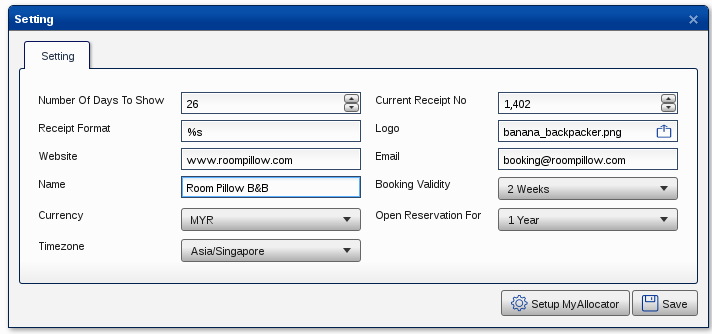 Setting
Setting
Number Of Days To Show 26 Current Receipt No 1,402
Receipt Format %s Logo banana_backpacker.png
Website www.roompillow.com Email booking@roompillow.com
Name Room Pillow B&B Booking Validity 2 Weeks
Currency MYR Open Reservation For 1 Year
Timezone Asia/Singapore
Setup MyAllocator Save